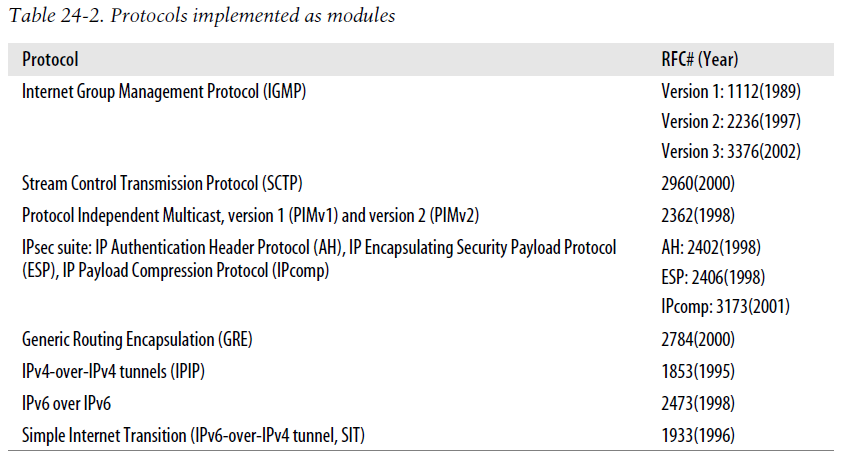 Table 24-2. Protocols implemented as modules
Protocol RFC# (Year)
Internet Group Management Protocol (IGMP) Version 1: 1112(1989)
Version 2: 2236(1997)
Version 3: 3376(2002)
Stream Control Transmission Protocol (SCTP) 2960(2000)
Protocol Independent Multicast, version 1 (PIMv1) and version 2 (PIMv2) 2362(1998)
IPsec suite: IP Authentication Header Protocol (AH), IP Encapsulating Security Payload Protocol AH: 2402(1998)
(ESP), IP Payload Compression Protocol (IPcomp) ESP: 2406(1998)
IPcomp: 3173(2001)
Generic Routing Encapsulation (GRE) 2784(2000)
IPv4-over-IPv4 tunnels (IPIP) 1853(1995)
IPv6 over IPv6 2473(1998)
Simple Internet Transition (IPv6-over-IPv4 tunnel, SIT) 1933(1996)